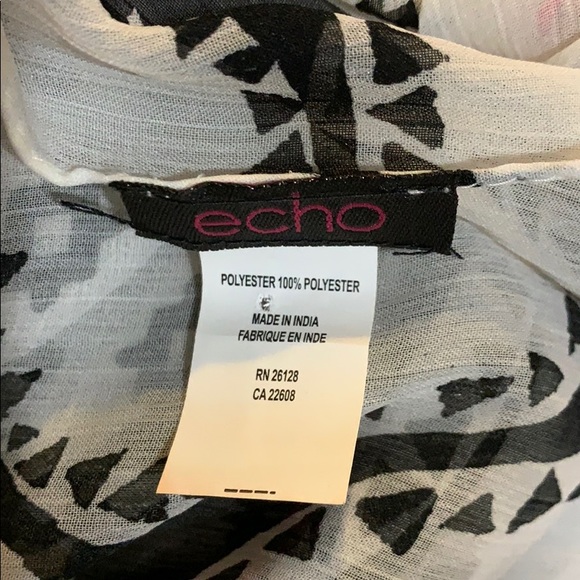 echo
POLYESTER 100% POLYESTER
MADE IN INDIA
FABRIQUE EN INDE
RN 26128
CA 22608